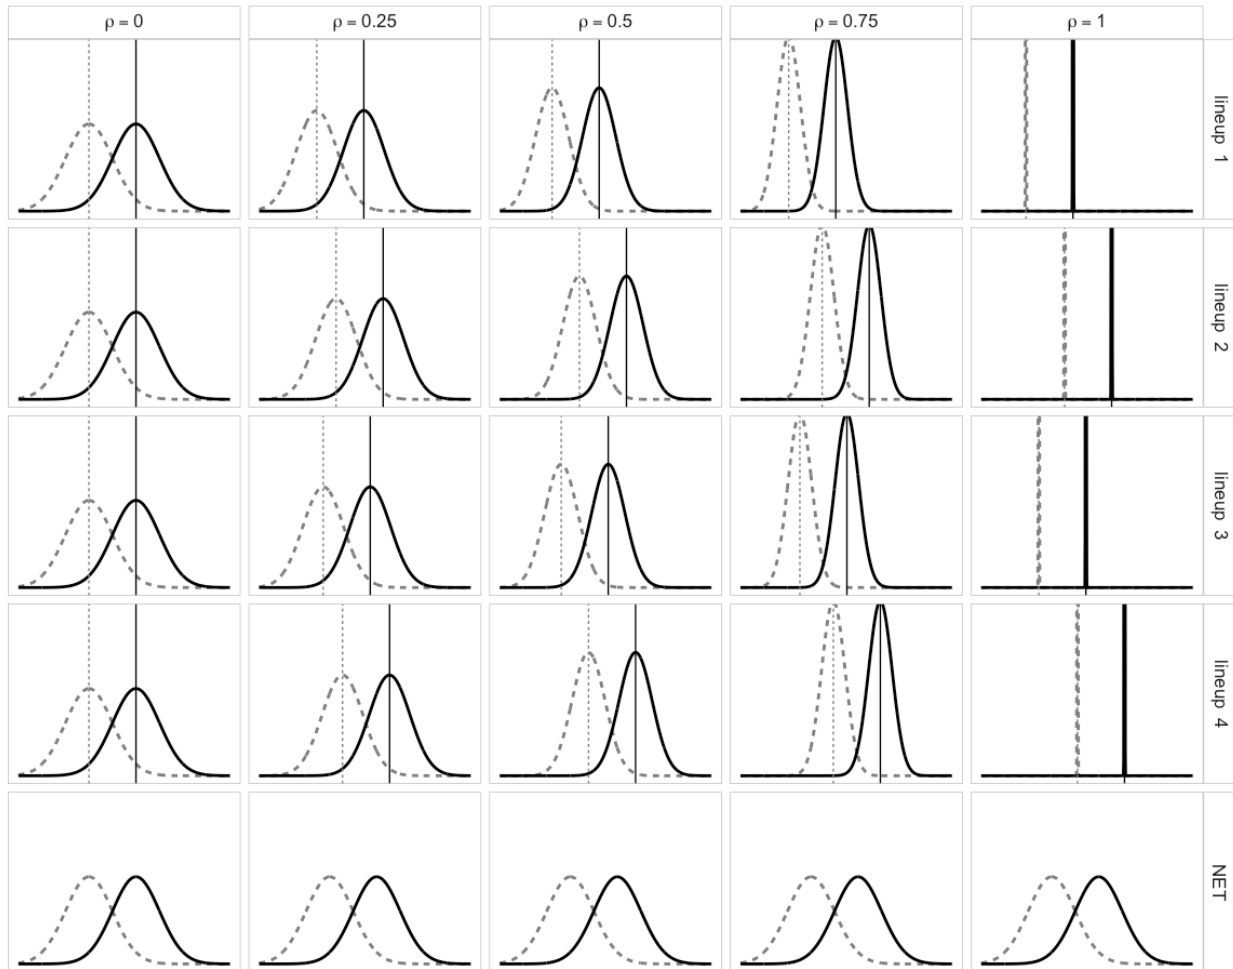 ρ = 0
ρ = 0.25
ρ = 0.5
ρ = 0.75
ρ = 1
lineup 1
lineup 2
lineup 3
lineup 4
NET